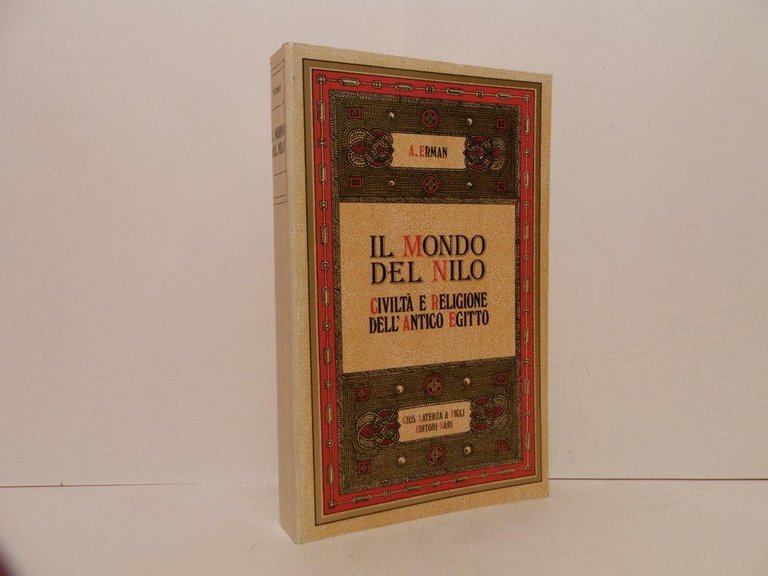 A. ERMAN
IL MONDO
DEL NILO
CIVILTÀ E RELIGIONE
DELL'ANTICO EGITTO
GIUS. LATERZA & FIGLI
EDITORI-BARI
IL MONDO
DEL NILO